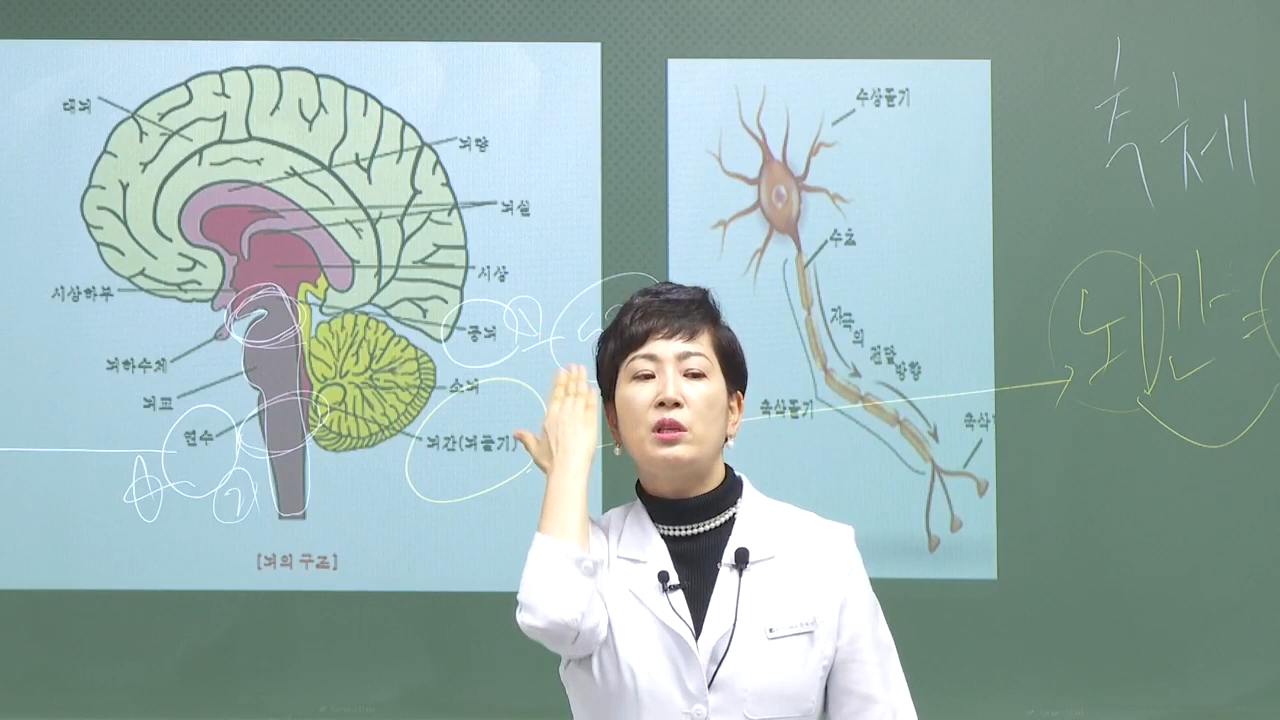 대뇌
뇌량
뇌실
시상
시상하부
중뇌
뇌하수체
소뇌
뇌교
연수
뇌간(뇌줄기)
[뇌의 구조]
수상돌기
수초
자극의 전달 방향
축삭돌기
축삭
축
체
뇌간